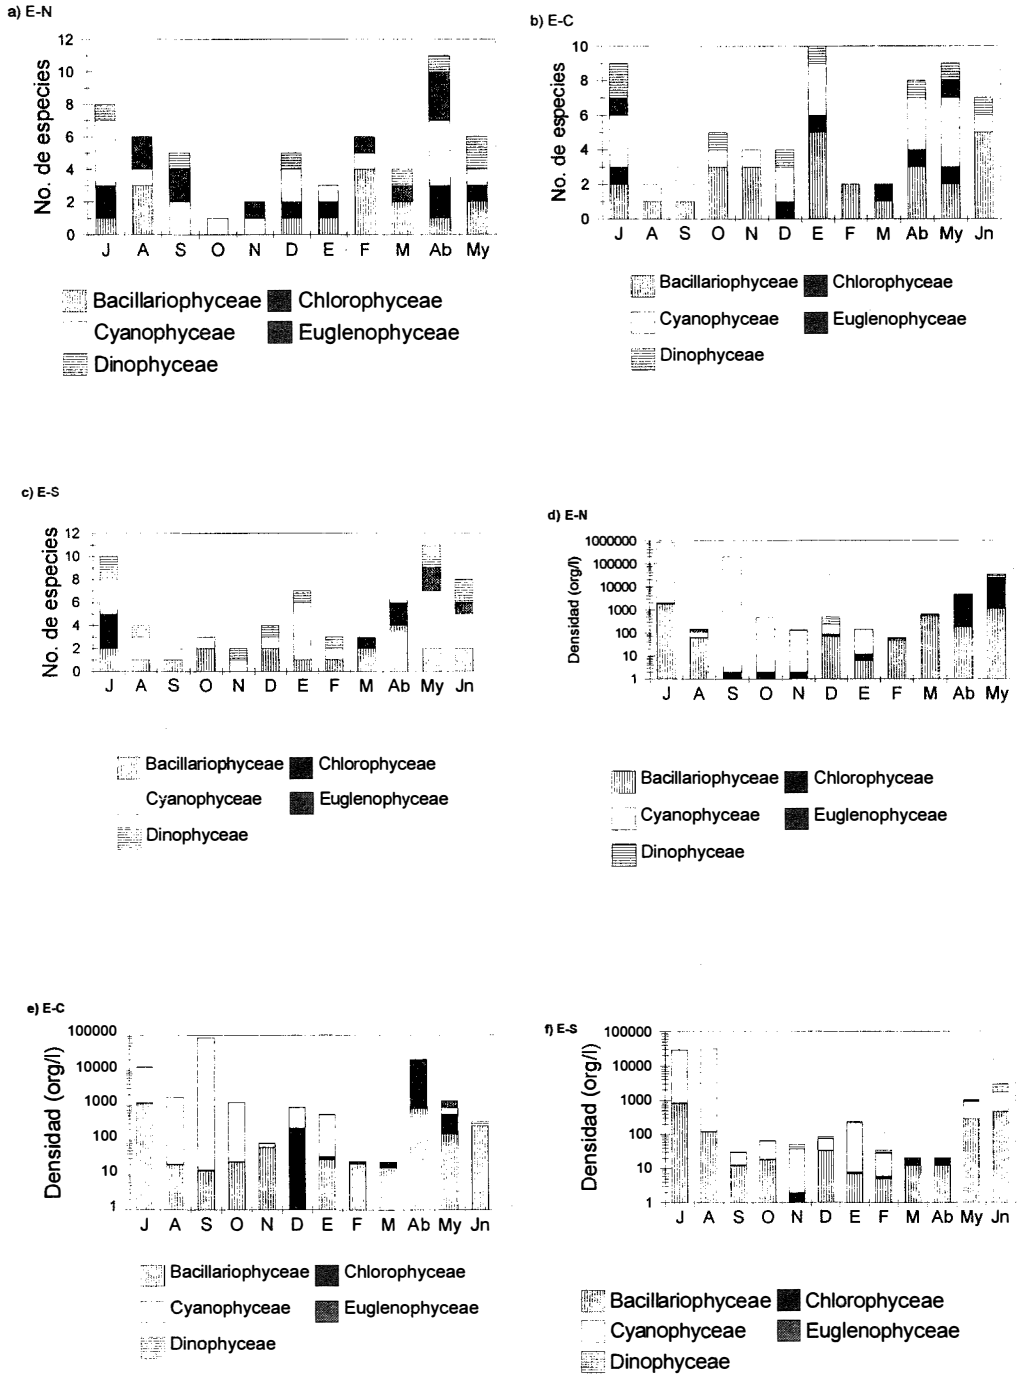 a) E-N
No. de especies
12
10
8
6
4
2
0
J A S O N D E F M Ab My
Bacillariophyceae Chlorophyceae
Cyanophyceae Euglenophyceae
Dinophyceae
b) E-C
No. de especies
10
8
6
4
2
0
J A S O N D E F M Ab My Jn
Bacillariophyceae Chlorophyceae
Cyanophyceae Euglenophyceae
Dinophyceae
c) E-S
No. de especies
12
10
8
6
4
2
0
J A S O N D E F M Ab My Jn
Bacillariophyceae Chlorophyceae
Cyanophyceae Euglenophyceae
Dinophyceae
d) E-N
Densidad (org/l)
1000000
100000
10000
1000
100
10
1
J A S O N D E F M Ab My
Bacillariophyceae Chlorophyceae
Cyanophyceae Euglenophyceae
Dinophyceae
e) E-C
Densidad (org/l)
100000
10000
1000
100
10
1
J A S O N D E F M Ab My Jn
Bacillariophyceae Chlorophyceae
Cyanophyceae Euglenophyceae
Dinophyceae
f) E-S
Densidad (org/l)
100000
10000
1000
100
10
1
J A S O N D E F M Ab My Jn
Bacillariophyceae Chlorophyceae
Cyanophyceae Euglenophyceae
Dinophyceae